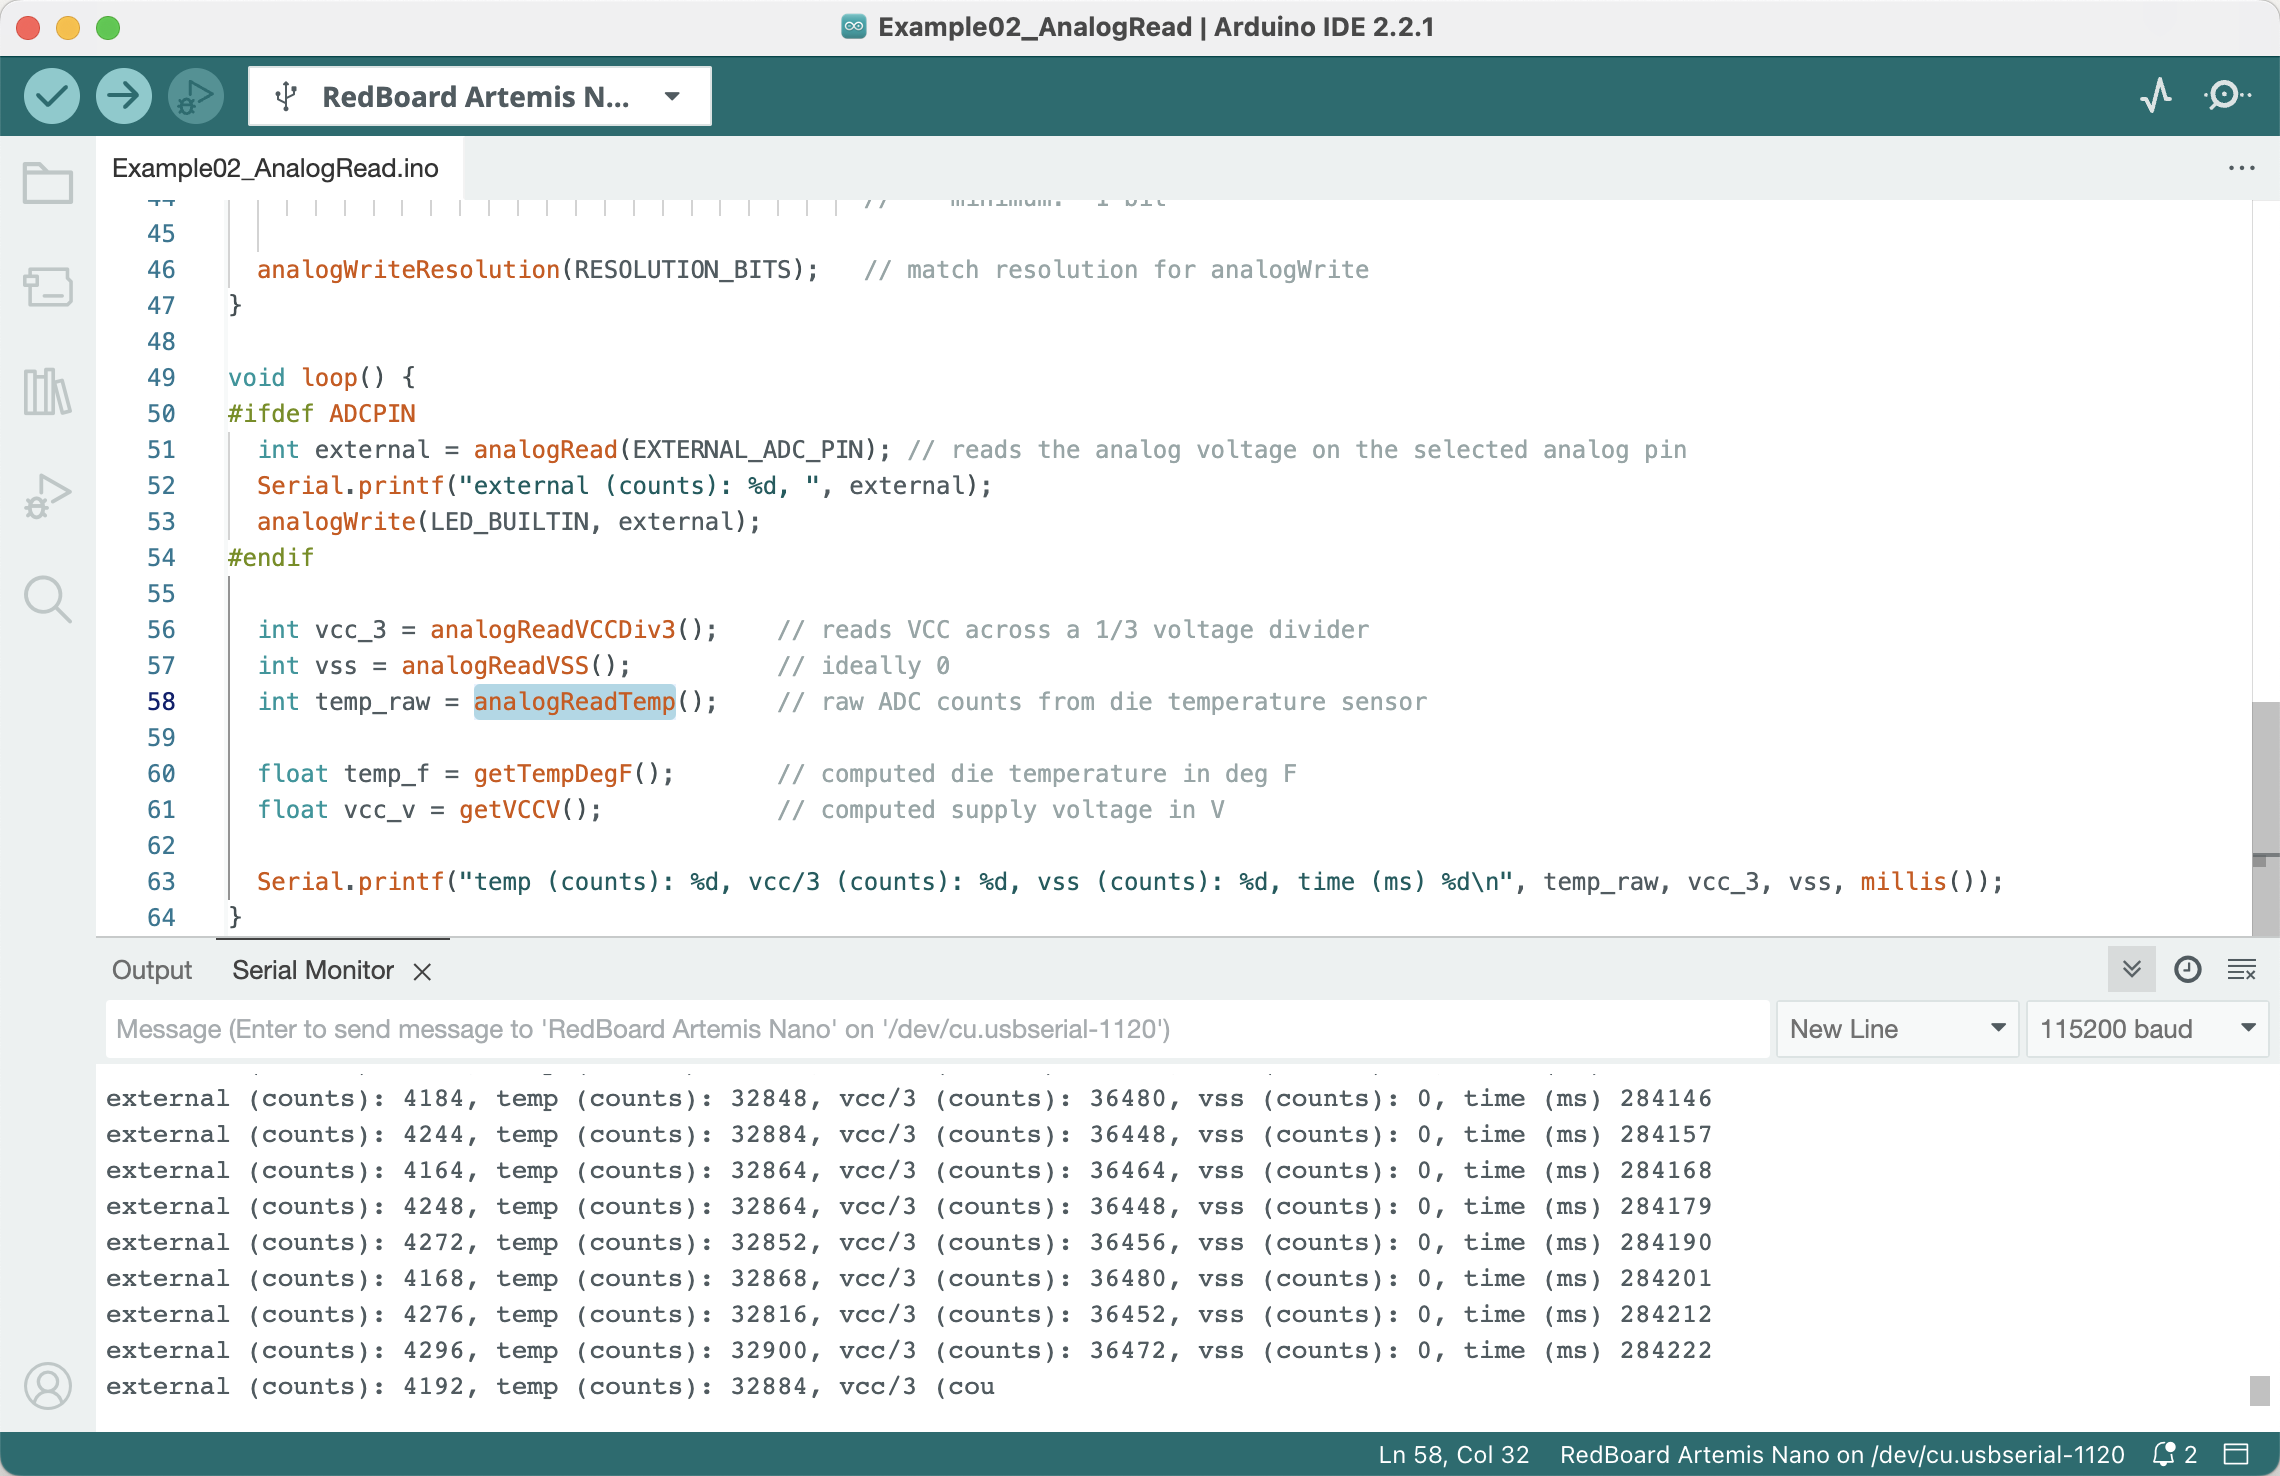 Example02_AnalogRead | Arduino IDE 2.2.1
RedBoard Artemis N...
Example02_AnalogRead.ino
44 // minimum: 1 bit
45
46 analogWriteResolution(RESOLUTION_BITS); // match resolution for analogWrite
47 }
48
49 void loop() {
50 #ifdef ADCPIN
51 int external = analogRead(EXTERNAL_ADC_PIN); // reads the analog voltage on the selected analog pin
52 Serial.printf("external (counts): %d, ", external);
53 analogWrite(LED_BUILTIN, external);
54 #endif
55
56 int vcc_3 = analogReadVCCDiv3(); // reads VCC across a 1/3 voltage divider
57 int vss = analogReadVSS(); // ideally 0
58 int temp_raw = analogReadTemp(); // raw ADC counts from die temperature sensor
59
60 float temp_f = getTempDegF(); // computed die temperature in deg F
61 float vcc_v = getVCCV(); // computed supply voltage in V
62
63 Serial.printf("temp (counts): %d, vcc/3 (counts): %d, vss (counts): %d, time (ms) %d\n", temp_raw, vcc_3, vss, millis());
64 }
Output Serial Monitor
Message (Enter to send message to 'RedBoard Artemis Nano' on '/dev/cu.usbserial-1120') New Line 115200 baud
external (counts): 4184, temp (counts): 32848, vcc/3 (counts): 36480, vss (counts): 0, time (ms) 284146
external (counts): 4244, temp (counts): 32884, vcc/3 (counts): 36448, vss (counts): 0, time (ms) 284157
external (counts): 4164, temp (counts): 32864, vcc/3 (counts): 36464, vss (counts): 0, time (ms) 284168
external (counts): 4248, temp (counts): 32864, vcc/3 (counts): 36448, vss (counts): 0, time (ms) 284179
external (counts): 4272, temp (counts): 32852, vcc/3 (counts): 36456, vss (counts): 0, time (ms) 284190
external (counts): 4168, temp (counts): 32868, vcc/3 (counts): 36480, vss (counts): 0, time (ms) 284201
external (counts): 4276, temp (counts): 32816, vcc/3 (counts): 36452, vss (counts): 0, time (ms) 284212
external (counts): 4296, temp (counts): 32900, vcc/3 (counts): 36472, vss (counts): 0, time (ms) 284222
external (counts): 4192, temp (counts): 32884, vcc/3 (cou
Ln 58, Col 32 RedBoard Artemis Nano on /dev/cu.usbserial-1120 2